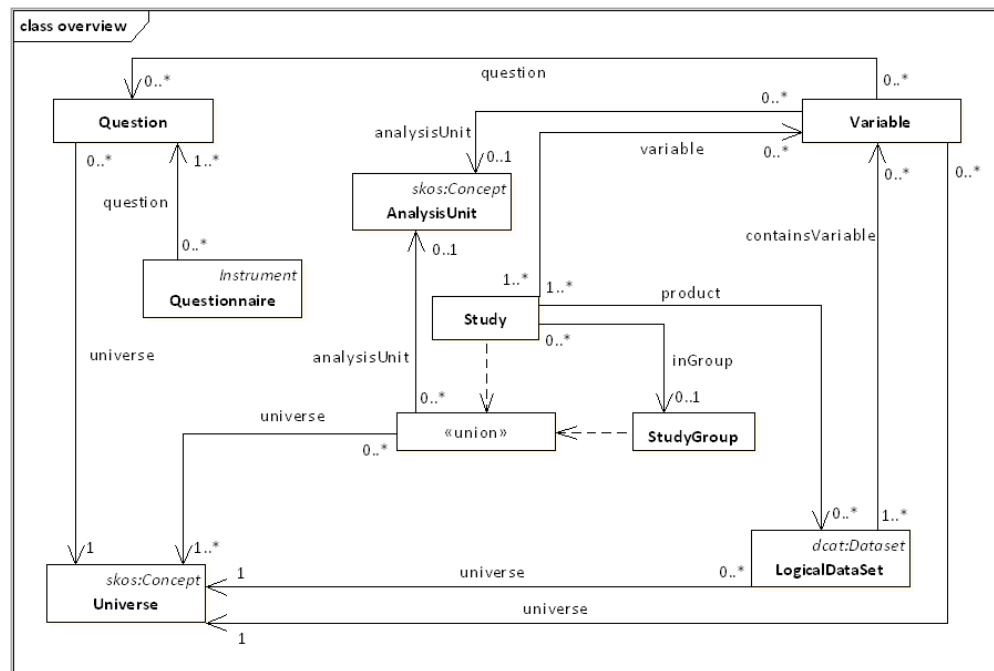 class overview
question
0..*
0..*
0..*
Question
Variable
analysisUnit
variable
0..*
0..*
1..*
0..1
0..*
0..*
skos:Concept
AnalysisUnit
question
0..*
0..1
containsVariable
Instrument
Questionnaire
1..*
1..*
product
Study
0..*
universe
analysisUnit
inGroup
0..*
0..1
universe
«union»
StudyGroup
0..*
0..*
1..*
1
1..*
dcat:Dataset
LogicalDataSet
skos:Concept
Universe
1
universe
0..*
universe
1